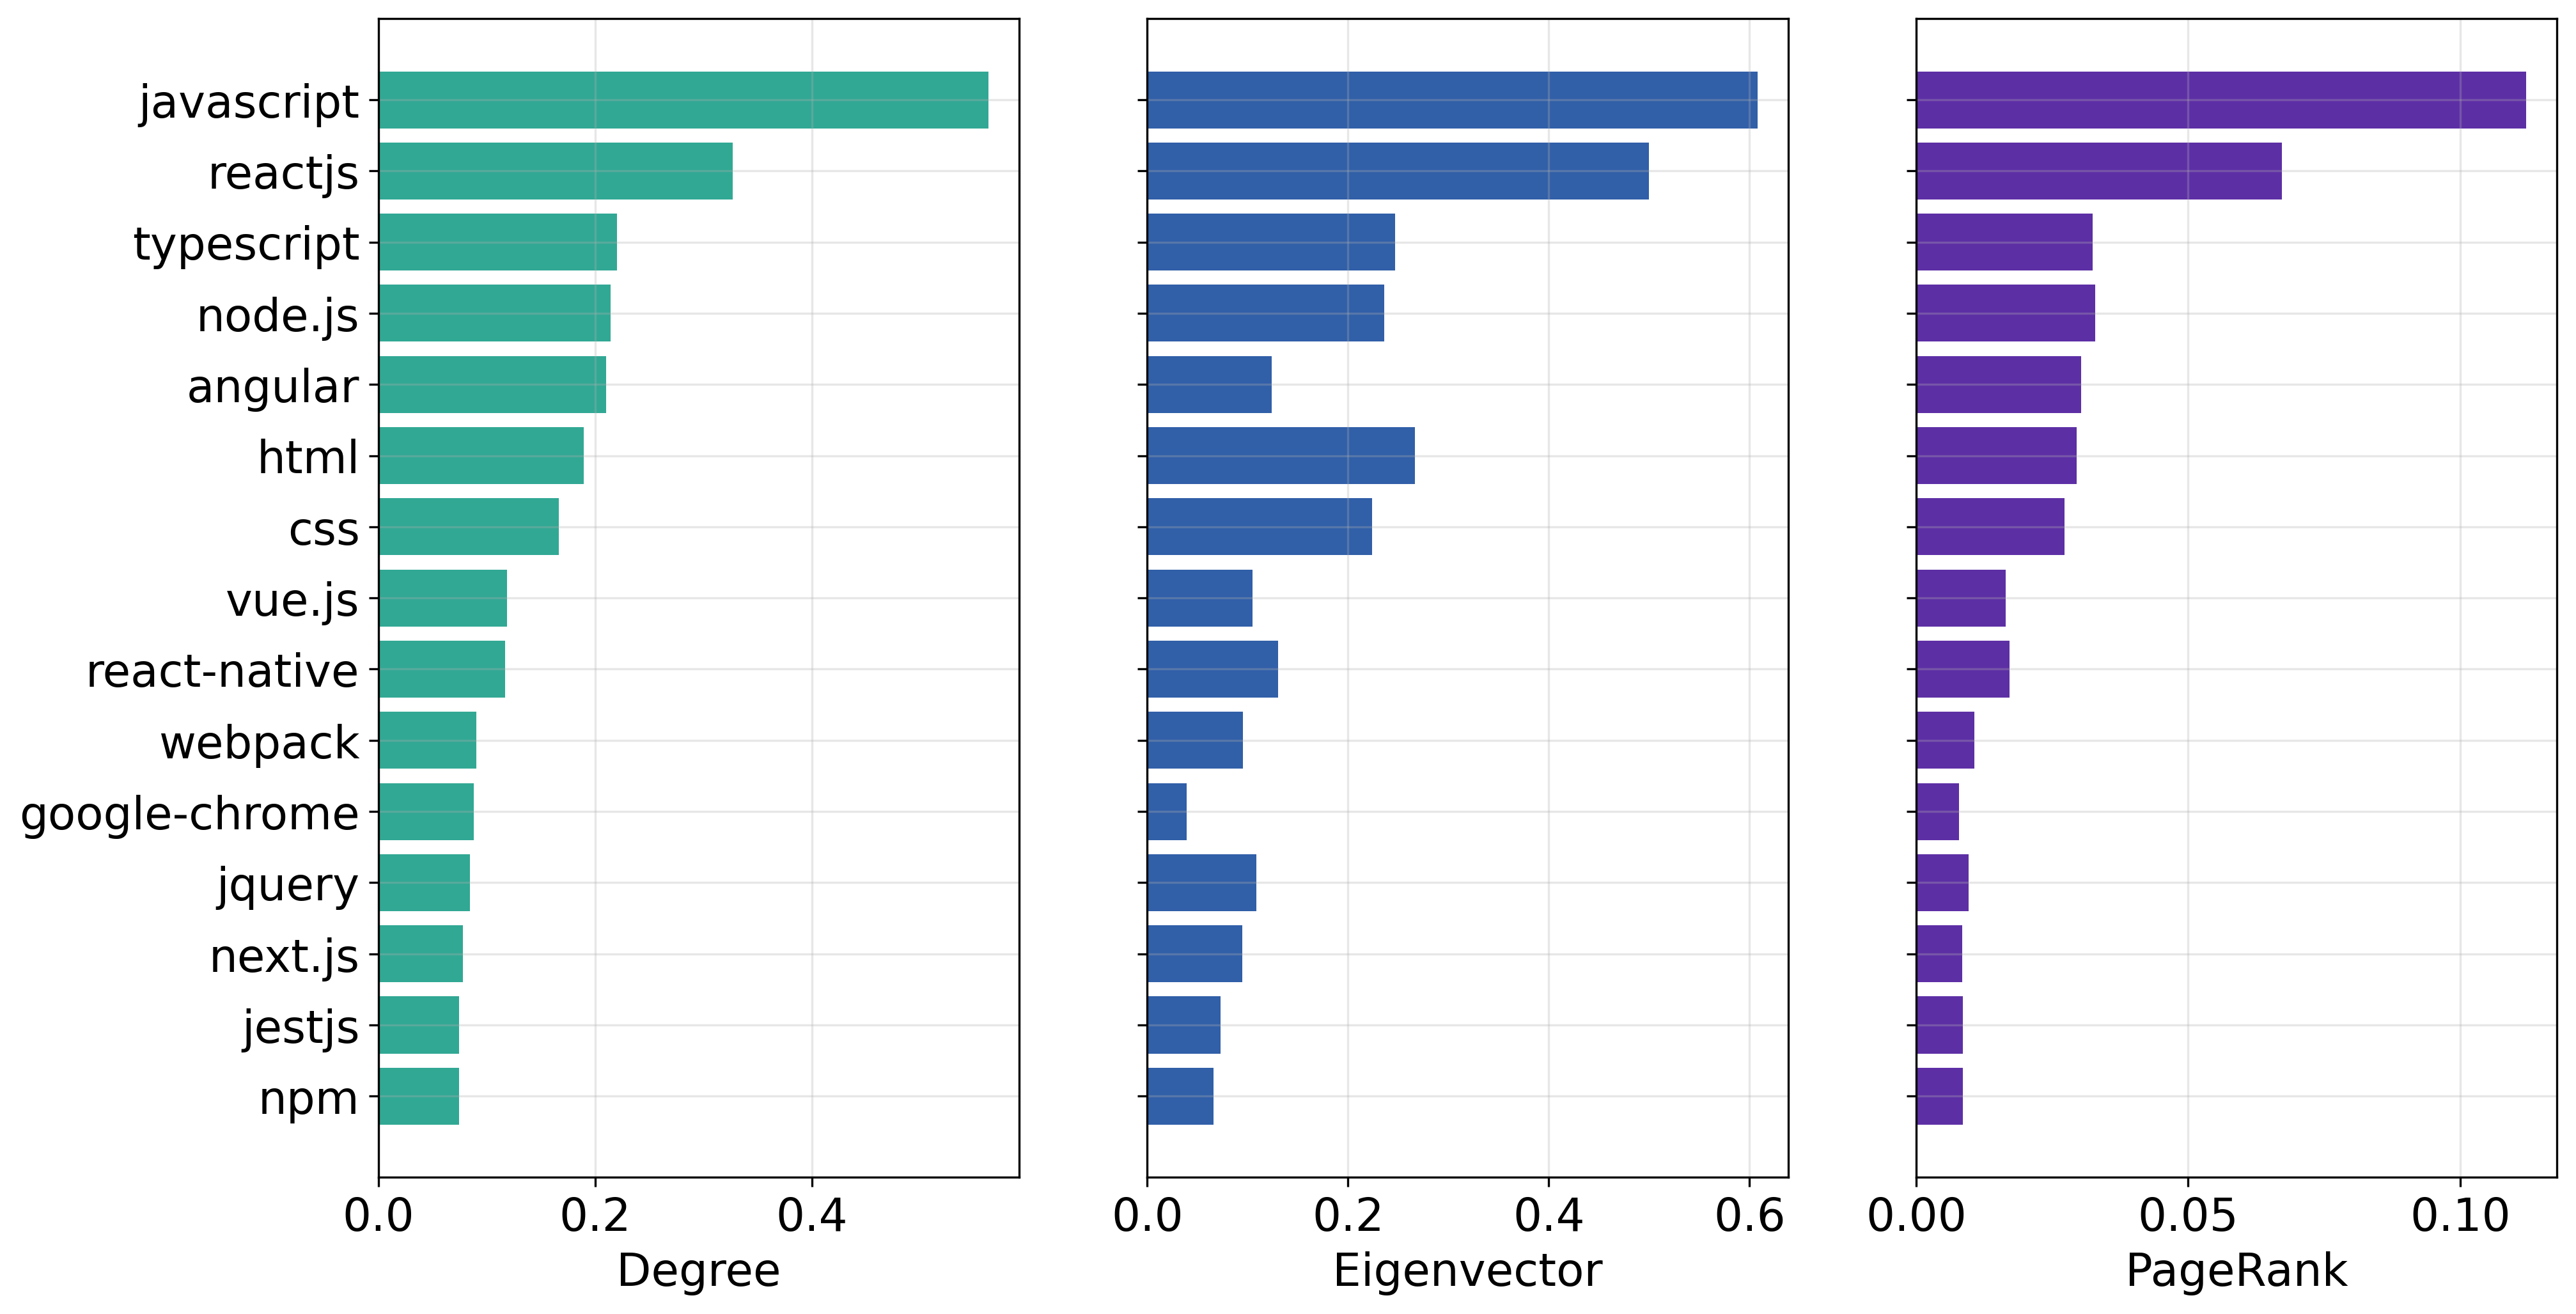 javascript
reactjs
typescript
node.js
angular
html
css
vue.js
react-native
webpack
google-chrome
jquery
next.js
jestjs
npm
0.0 0.2 0.4
Degree
0.0 0.2 0.4 0.6
Eigenvector
0.00 0.05 0.10
PageRank